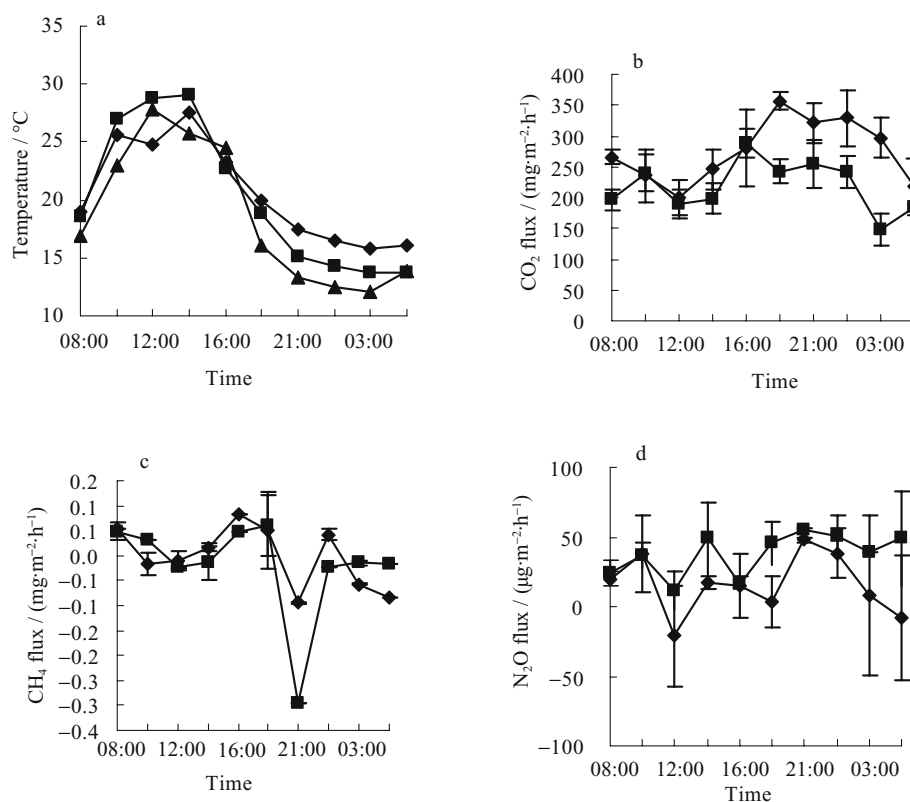 a
35
30
25
20
15
10
Temperature / °C
08:00 12:00 16:00 21:00 03:00
Time
b
400
350
300
250
200
150
100
50
0
CO₂ flux / (mg·m⁻²·h⁻¹)
08:00 12:00 16:00 21:00 03:00
Time
c
0.2
0.1
0.1
0.0
−0.1
−0.1
−0.2
−0.2
−0.3
−0.3
−0.4
CH₄ flux / (mg·m⁻²·h⁻¹)
08:00 12:00 16:00 21:00 03:00
Time
d
100
50
0
−50
−100
N₂O flux / (μg·m⁻²·h⁻¹)
08:00 12:00 16:00 21:00 03:00
Time